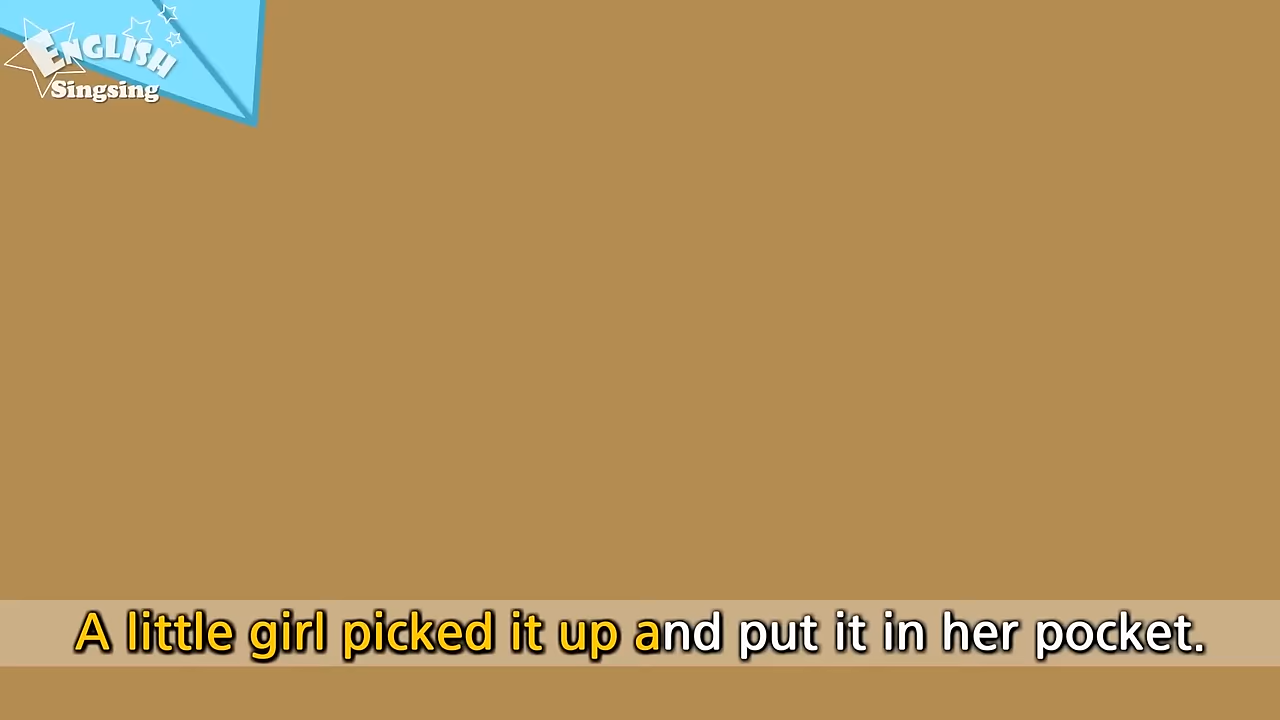 ENGLISH
Singsing
A little girl picked it up and put it in her pocket.